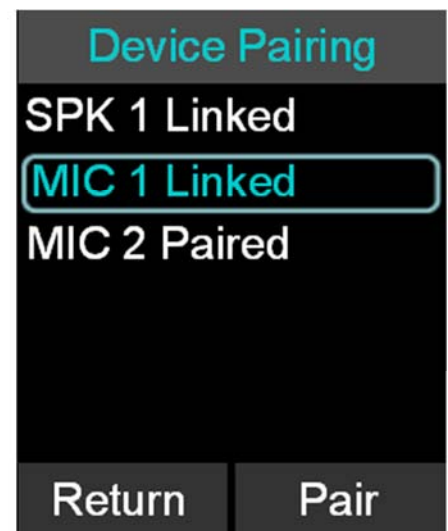 Device Pairing
SPK 1 Linked
MIC 1 Linked
MIC 2 Paired
Return Pair